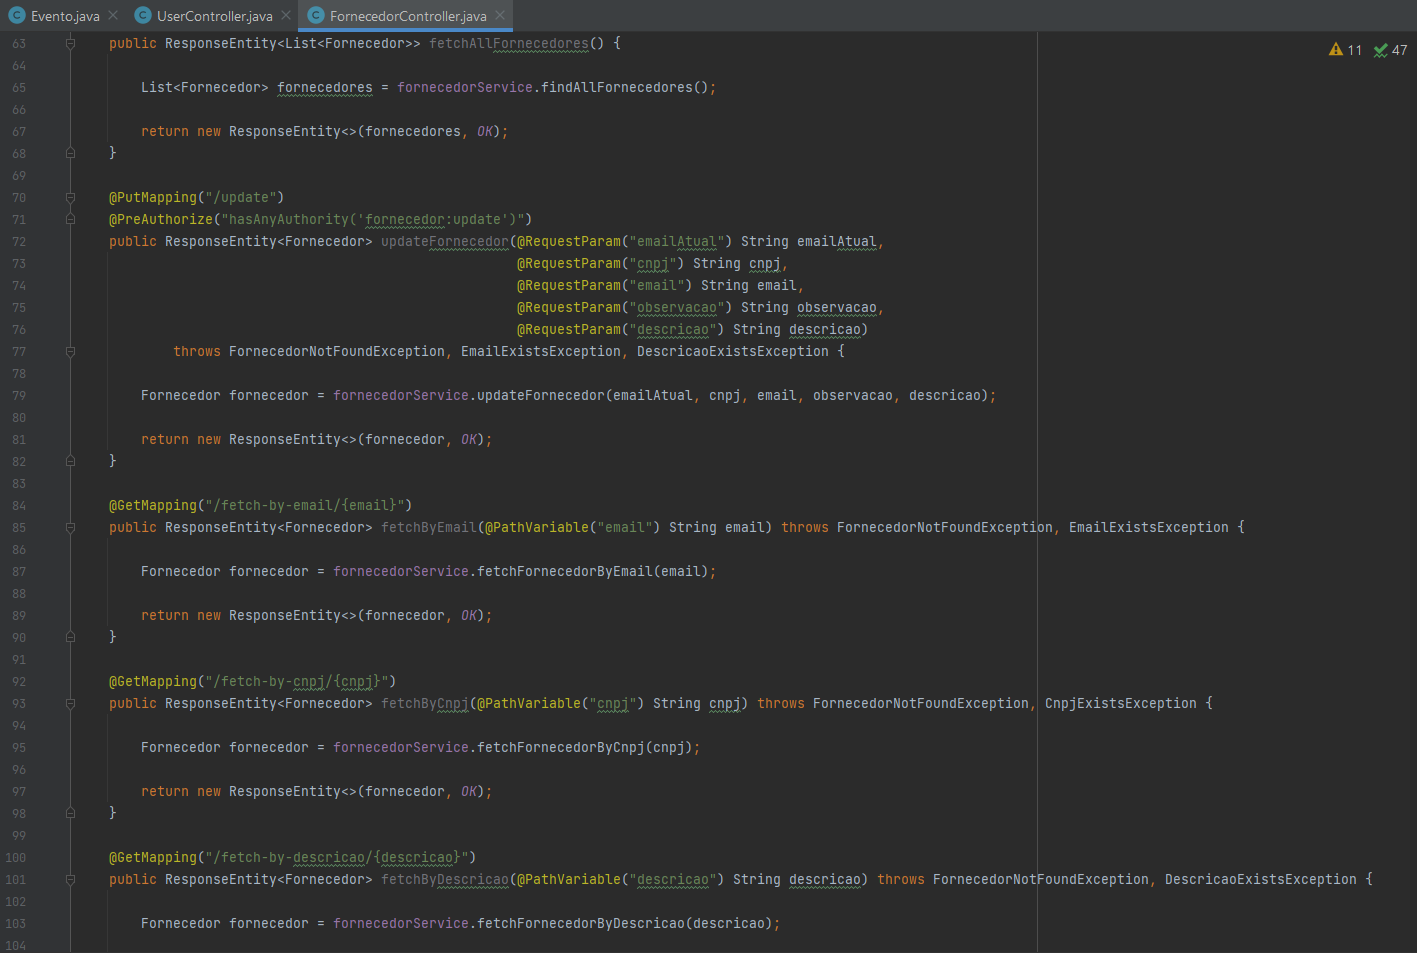 Evento.java UserController.java FornecedorController.java
11 47
63 public ResponseEntity<List<Fornecedor>> fetchAllFornecedores() {
64
65 List<Fornecedor> fornecedores = fornecedorService.findAllFornecedores();
66
67 return new ResponseEntity<>(fornecedores, OK);
68 }
69
70 @PutMapping("/update")
71 @PreAuthorize("hasAnyAuthority('fornecedor:update')")
72 public ResponseEntity<Fornecedor> updateFornecedor(@RequestParam("emailAtual") String emailAtual,
73 @RequestParam("cnpj") String cnpj,
74 @RequestParam("email") String email,
75 @RequestParam("observacao") String observacao,
76 @RequestParam("descricao") String descricao)
77 throws FornecedorNotFoundException, EmailExistsException, DescricaoExistsException {
78
79 Fornecedor fornecedor = fornecedorService.updateFornecedor(emailAtual, cnpj, email, observacao, descricao);
80
81 return new ResponseEntity<>(fornecedor, OK);
82 }
83
84 @GetMapping("/fetch-by-email/{email}")
85 public ResponseEntity<Fornecedor> fetchByEmail(@PathVariable("email") String email) throws FornecedorNotFoundException, EmailExistsException {
86
87 Fornecedor fornecedor = fornecedorService.fetchFornecedorByEmail(email);
88
89 return new ResponseEntity<>(fornecedor, OK);
90 }
91
92 @GetMapping("/fetch-by-cnpj/{cnpj}")
93 public ResponseEntity<Fornecedor> fetchByCnpj(@PathVariable("cnpj") String cnpj) throws FornecedorNotFoundException, CnpjExistsException {
94
95 Fornecedor fornecedor = fornecedorService.fetchFornecedorByCnpj(cnpj);
96
97 return new ResponseEntity<>(fornecedor, OK);
98 }
99
100 @GetMapping("/fetch-by-descricao/{descricao}")
101 public ResponseEntity<Fornecedor> fetchByDescricao(@PathVariable("descricao") String descricao) throws FornecedorNotFoundException, DescricaoExistsException {
102
103 Fornecedor fornecedor = fornecedorService.fetchFornecedorByDescricao(descricao);
104